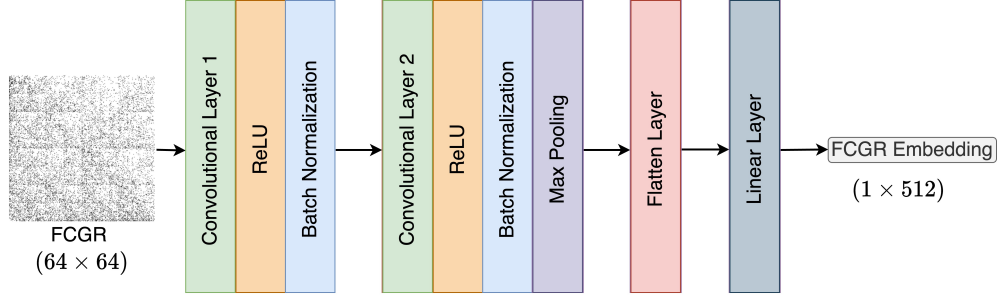 FCGR
(64 × 64)
Convolutional Layer 1
ReLU
Batch Normalization
Convolutional Layer 2
ReLU
Batch Normalization
Max Pooling
Flatten Layer
Linear Layer
FCGR Embedding
(1 × 512)